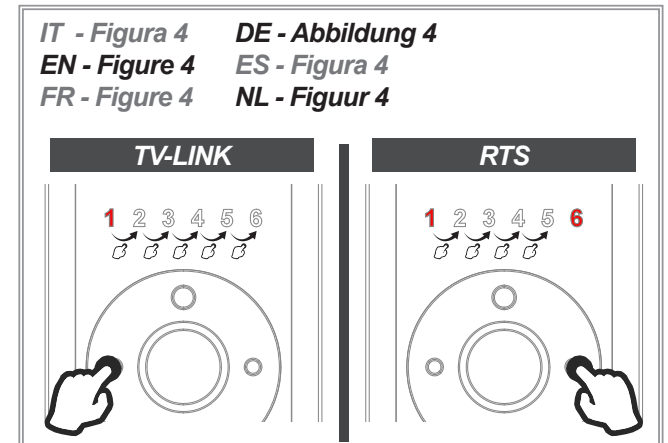 IT - Figura 4 DE - Abbildung 4
EN - Figure 4 ES - Figura 4
FR - Figure 4 NL - Figuur 4
TV-LINK RTS
1 2 3 4 5 6 1 2 3 4 5 6